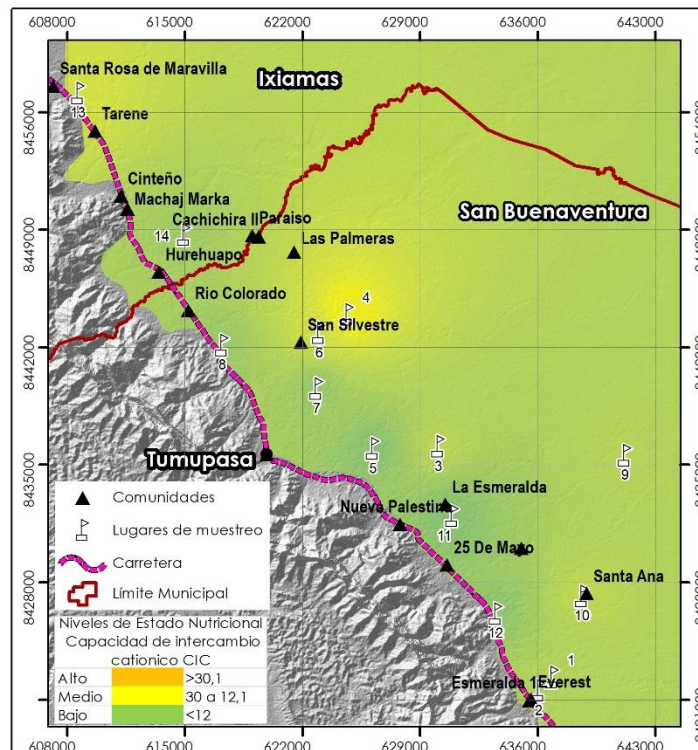 608000 615000 622000 629000 636000 643000
Ixiamas
Santa Rosa de Maravilla
13
Tarene
8456000
Cinteño
Machaj Marka
San Buenaventura
Cachichira II Paraiso
14
8449000
Las Palmeras
Hurehuapo
4
Rio Colorado
San Silvestre
6
8442000
8
7
Tumupasa
5
3
9
8435000
La Esmeralda
Nueva Palestina
11
25 De Mayo
Santa Ana
8428000
10
12
1
Esmeralda 1 Everest
2
Comunidades
Lugares de muestreo
Carretera
Límite Municipal
Niveles de Estado Nutricional
Capacidad de intercambio
cationico CIC
Alto >30,1
Medio 30 a 12,1
Bajo <12
608000 615000 622000 629000 636000 643000